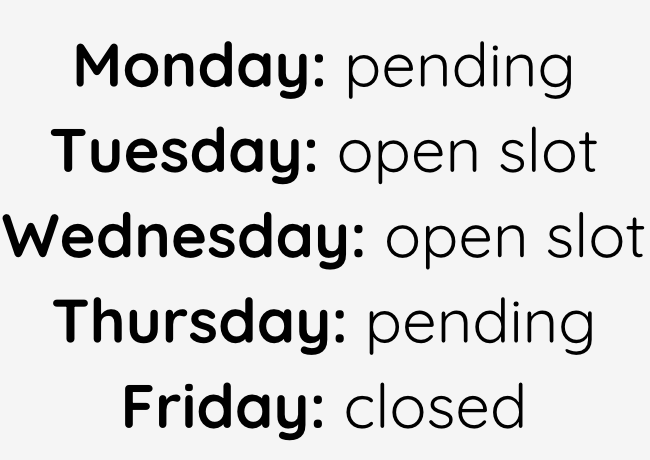 Monday: pending
Tuesday: open slot
Wednesday: open slot
Thursday: pending
Friday: closed